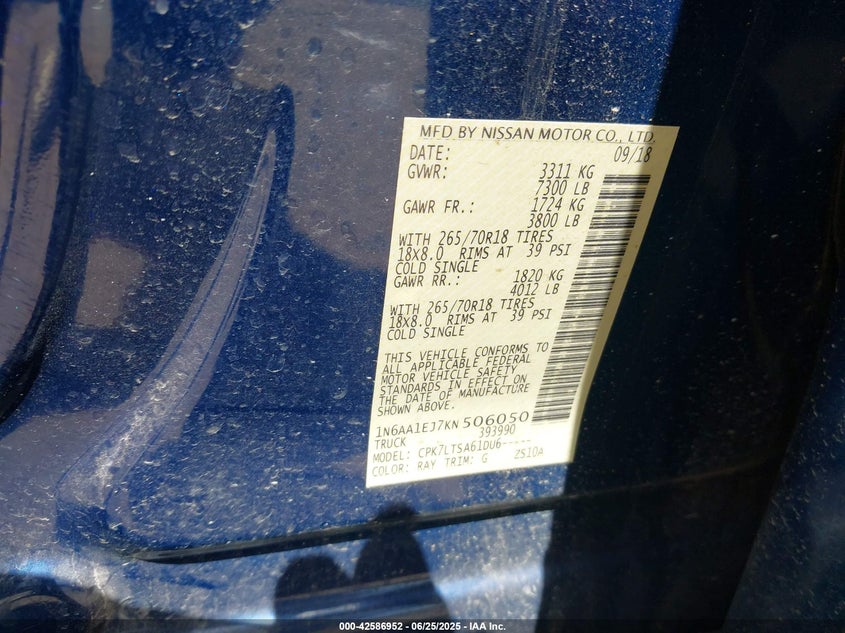 MFD BY NISSAN MOTOR CO., LTD.
DATE: 09/18
GVWR: 3311 KG
7300 LB
GAWR FR.: 1724 KG
3800 LB
WITH 265/70R18 TIRES
18X8.0 RIMS AT 39 PSI
COLD SINGLE
GAWR RR.: 1820 KG
4012 LB
WITH 265/70R18 TIRES
18X8.0 RIMS AT 39 PSI
COLD SINGLE
THIS VEHICLE CONFORMS TO
ALL APPLICABLE FEDERAL
MOTOR VEHICLE SAFETY
STANDARDS IN EFFECT ON
THE DATE OF MANUFACTURE
SHOWN ABOVE.
1N6AA1EJ7KN506050
TRUCK 393990
MODEL: CPK7LTSA61DU6-----
COLOR: RAY TRIM: G 2S10A
000-42586952 - 06/25/2025 - IAA Inc.